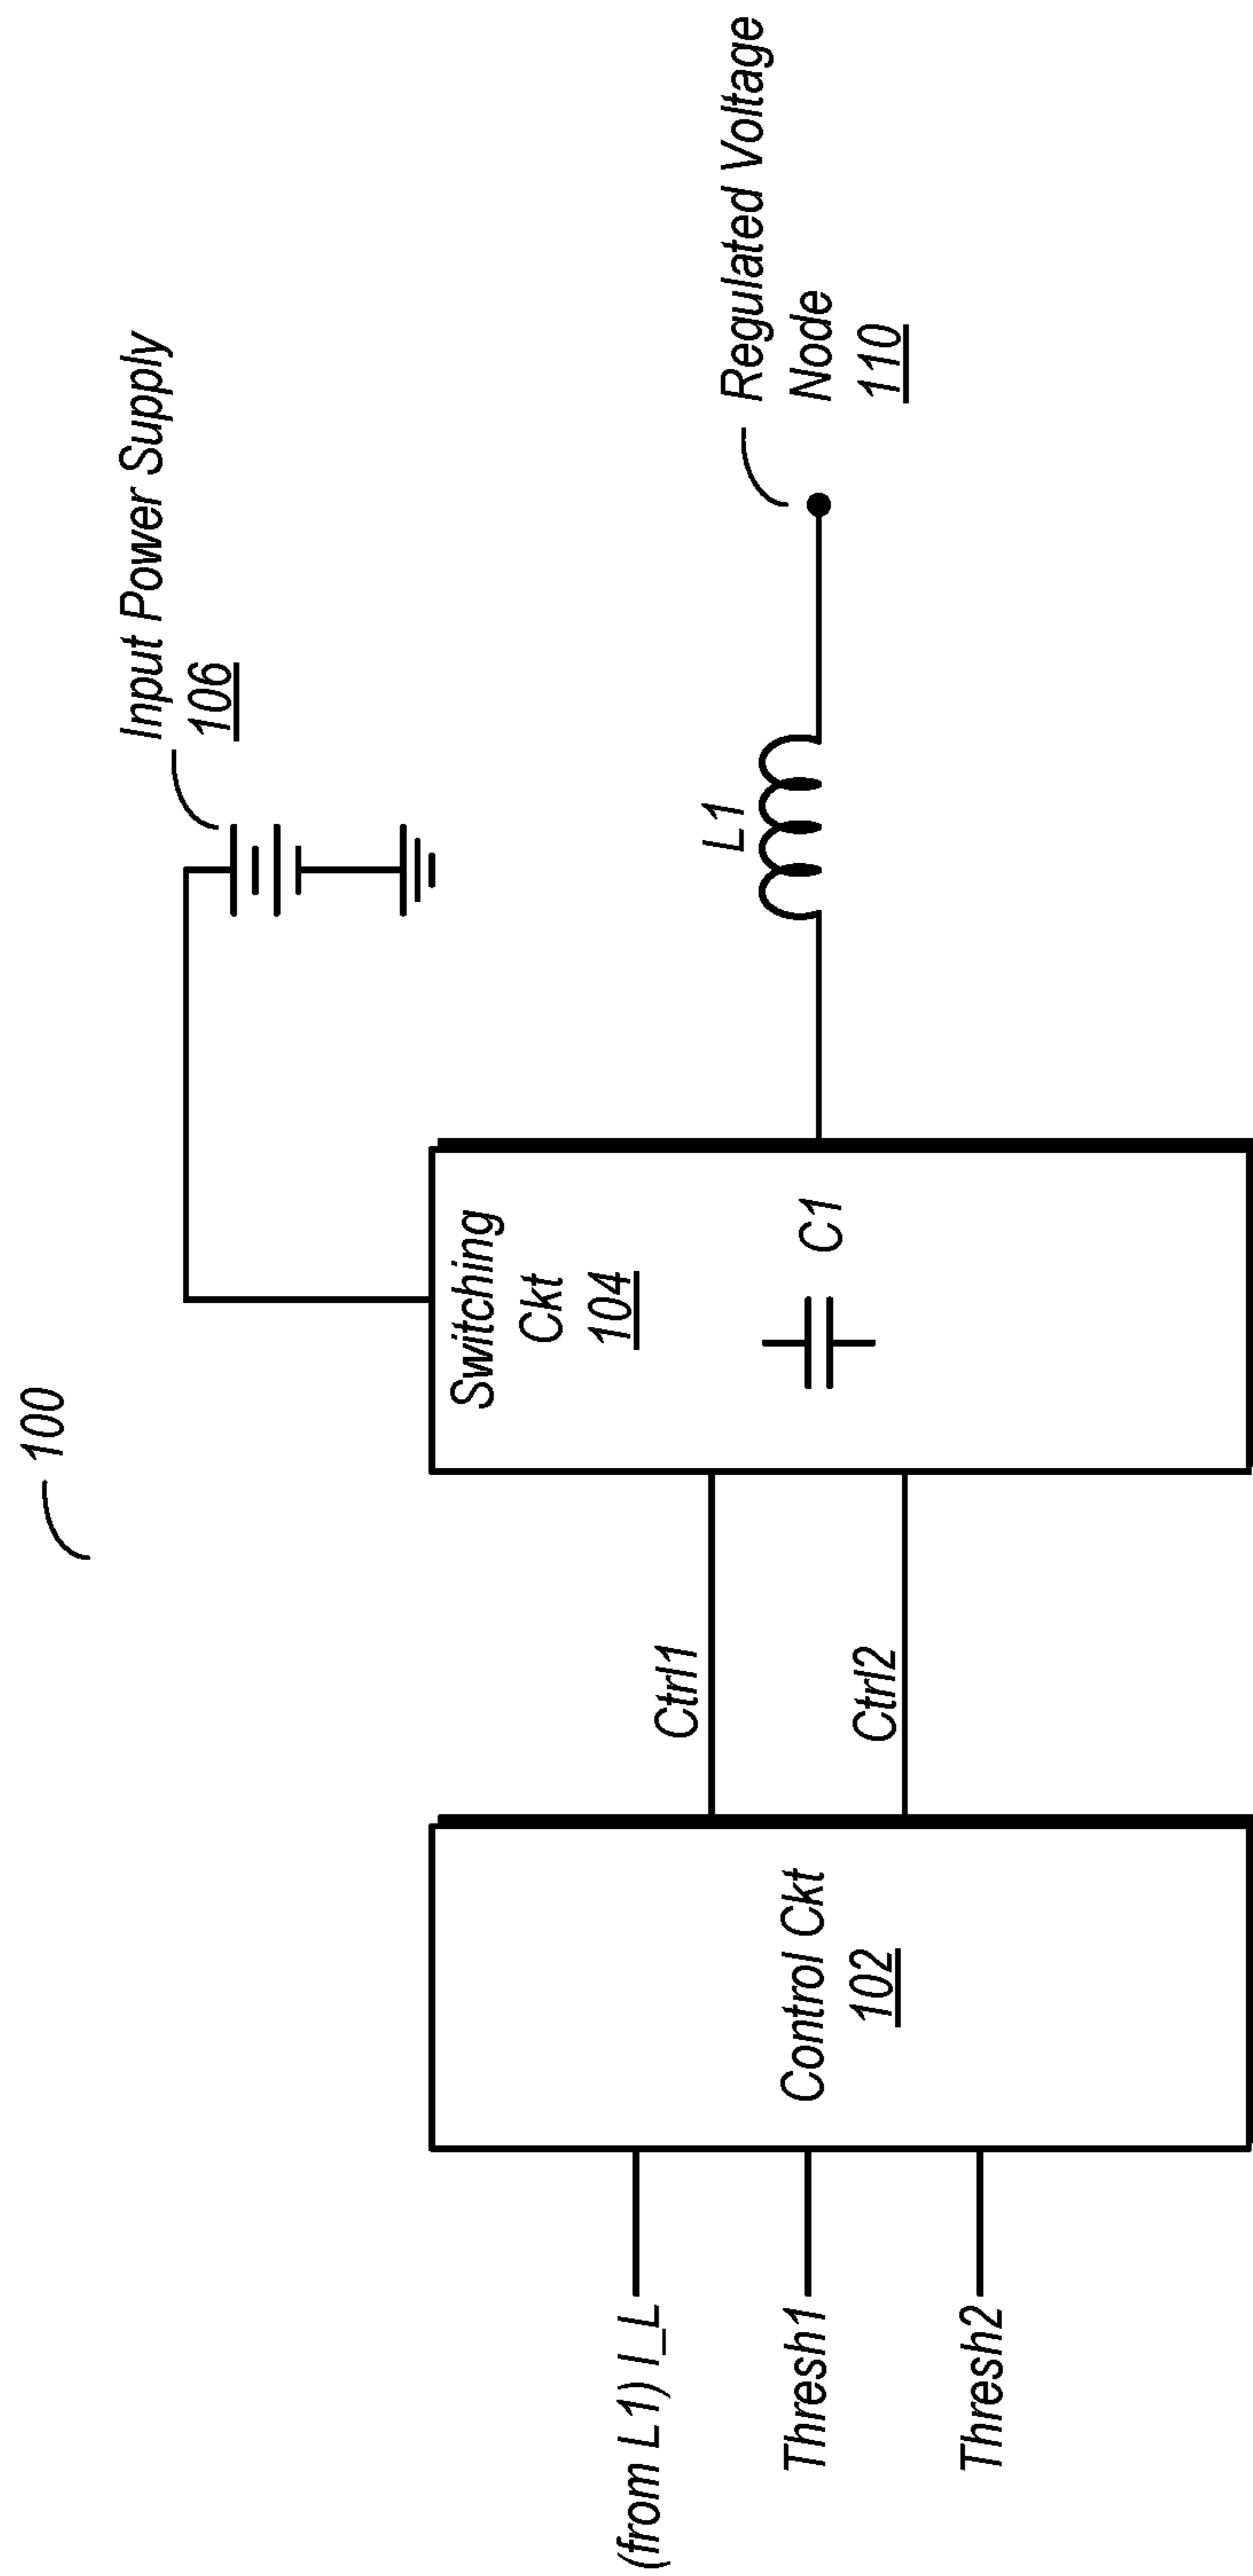 100
Input Power Supply
106
Switching
Ckt
104
C1
L1
Regulated Voltage
Node
110
Ctrl1
Ctrl2
Control Ckt
102
(from L1) I_L
Thresh1
Thresh2